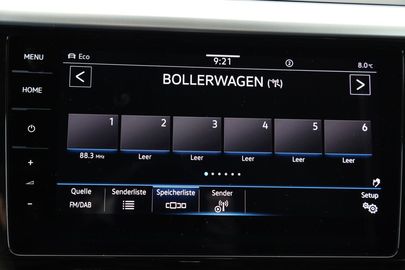 MENU
Eco
9:21
8.0°C
HOME
BOLLERWAGEN
1 2 3 4 5 6
88.3 MHz Leer Leer Leer Leer Leer
Quelle Senderliste Speicherliste Sender Setup
FM/DAB